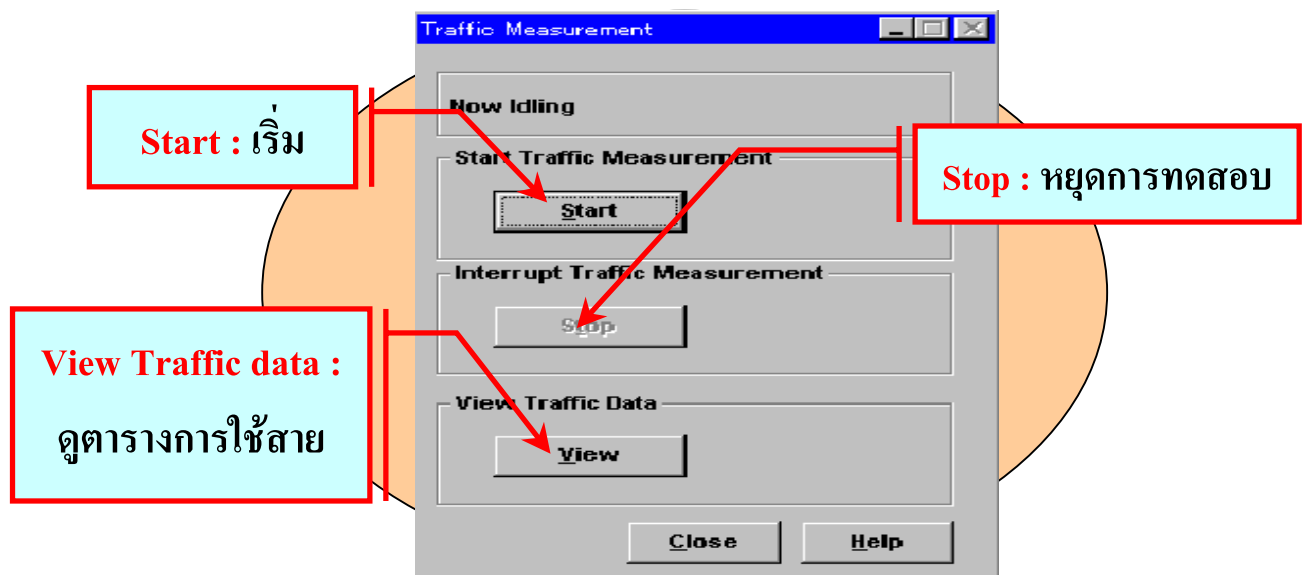 Traffic Measurement
Now Idling
Start : เริ่ม
Start Traffic Measurement
Stop : หยุดการทดสอบ
Start
Interrupt Traffic Measurement
Stop
View Traffic data :
ดูตารางการใช้สาย
View Traffic Data
View
Close
Help